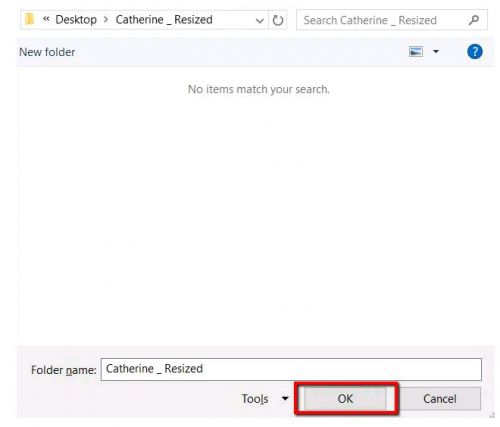 « Desktop > Catherine _ Resized Search Catherine _ Resized
New folder ?
No items match your search.
Folder name: Catherine _ Resized
Tools OK Cancel